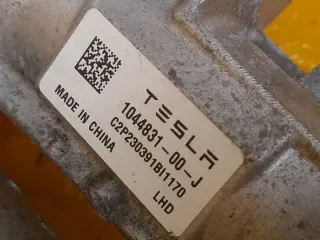 TESLA
1044831-00-J
C2P230391BI1170
MADE IN CHINA
LHD